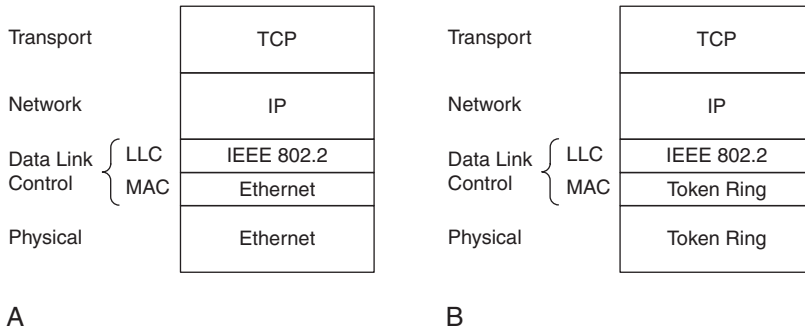 Transport TCP
Network IP
Data Link Control
LLC IEEE 802.2
MAC Ethernet
Physical Ethernet
A
Transport TCP
Network IP
Data Link Control
LLC IEEE 802.2
MAC Token Ring
Physical Token Ring
B